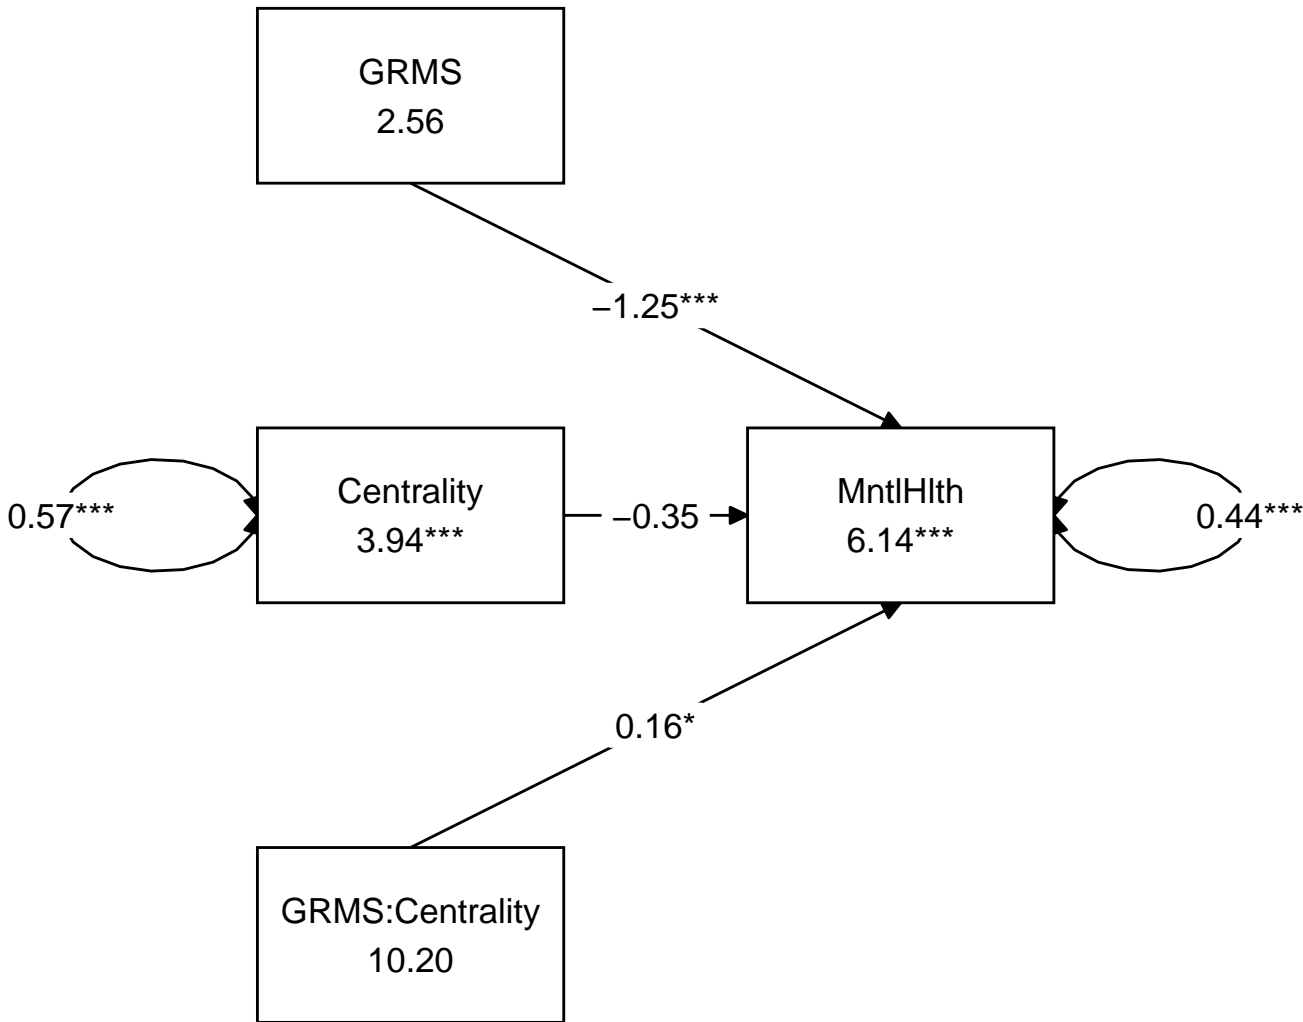 GRMS
2.56
−1.25***
0.57***
Centrality
3.94***
−0.35
MntlHlth
6.14***
0.44***
0.16*
GRMS:Centrality
10.20